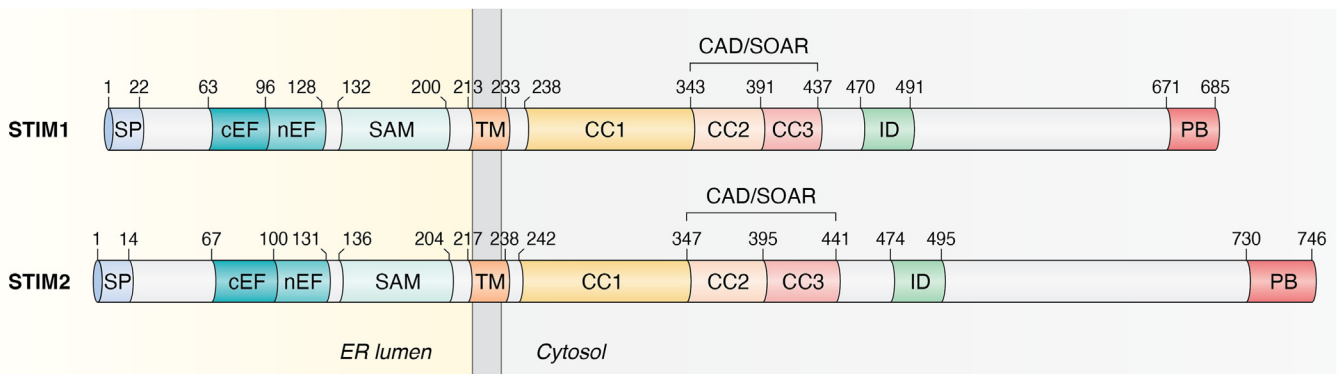 CAD/SOAR
1 22 63 96 128 132 200 213 233 238 343 391 437 470 491 671 685
STIM1 SP cEF nEF SAM TM CC1 CC2 CC3 ID PB
CAD/SOAR
1 14 67 100 131 136 204 217 238 242 347 395 441 474 495 730 746
STIM2 SP cEF nEF SAM TM CC1 CC2 CC3 ID PB
ER lumen Cytosol